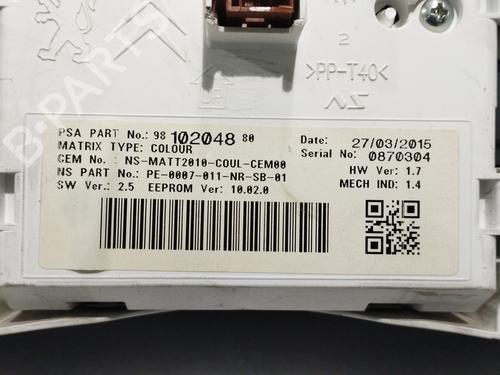 2
>PP-T40<
NS
PSA PART No.: 98 102048 80
MATRIX TYPE: COLOUR
CEM No. : NS-MATT2010-COUL-CEM00
NS PART No.: PE-0007-011-NR-SB-01
SW Ver.: 2.5 EEPROM Ver: 10.02.0
Date: 27/03/2015
Serial No: 0870304
HW Ver: 1.7
MECH IND: 1.4
B-PARTS